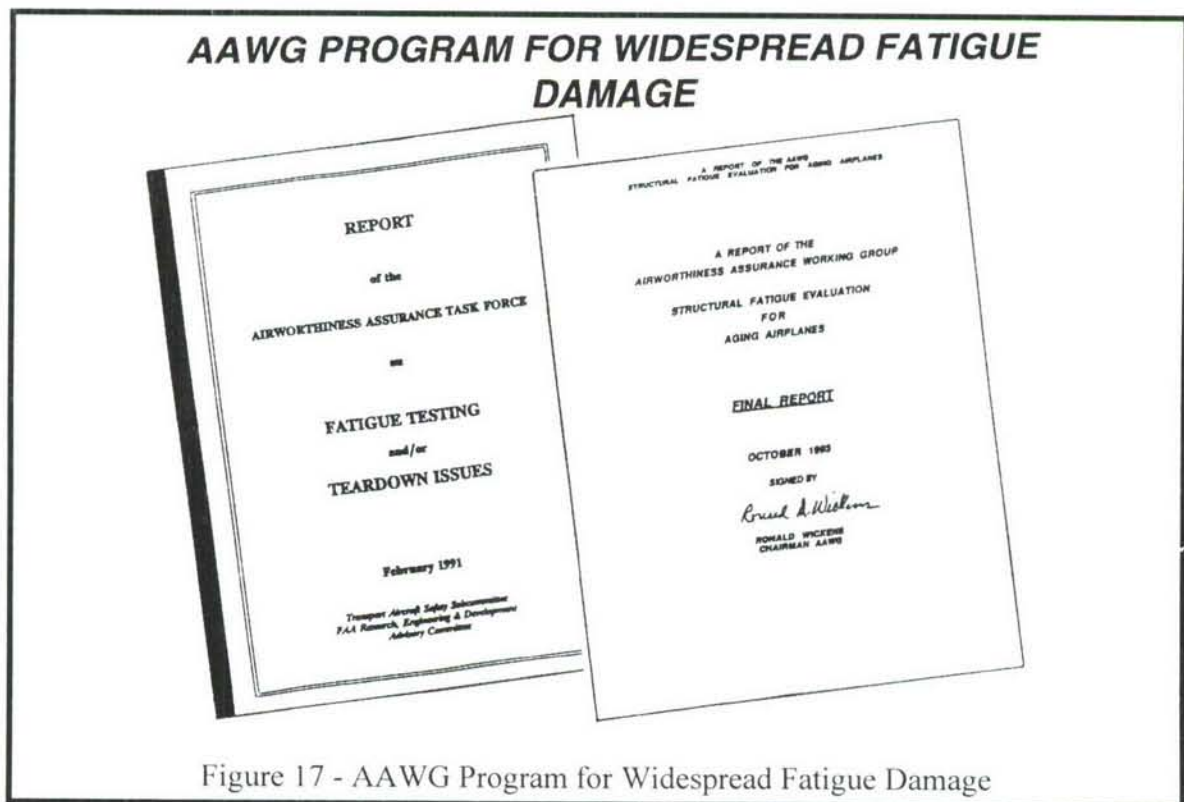 AAWG PROGRAM FOR WIDESPREAD FATIGUE
DAMAGE
REPORT
of the
AIRWORTHINESS ASSURANCE TASK FORCE
on
FATIGUE TESTING
and/or
TEARDOWN ISSUES
February 1991
Transport Aircraft Safety Subcommittee
FAA Research, Engineering & Development
Advisory Committee
A REPORT OF THE AAWG
STRUCTURAL FATIGUE EVALUATION FOR AGING AIRPLANES
A REPORT OF THE
AIRWORTHINESS ASSURANCE WORKING GROUP
STRUCTURAL FATIGUE EVALUATION
FOR
AGING AIRPLANES
FINAL REPORT
OCTOBER 1993
SIGNED BY
Ronald A. Wickens
RONALD WICKENS
CHAIRMAN AAWG
Figure 17 - AAWG Program for Widespread Fatigue Damage